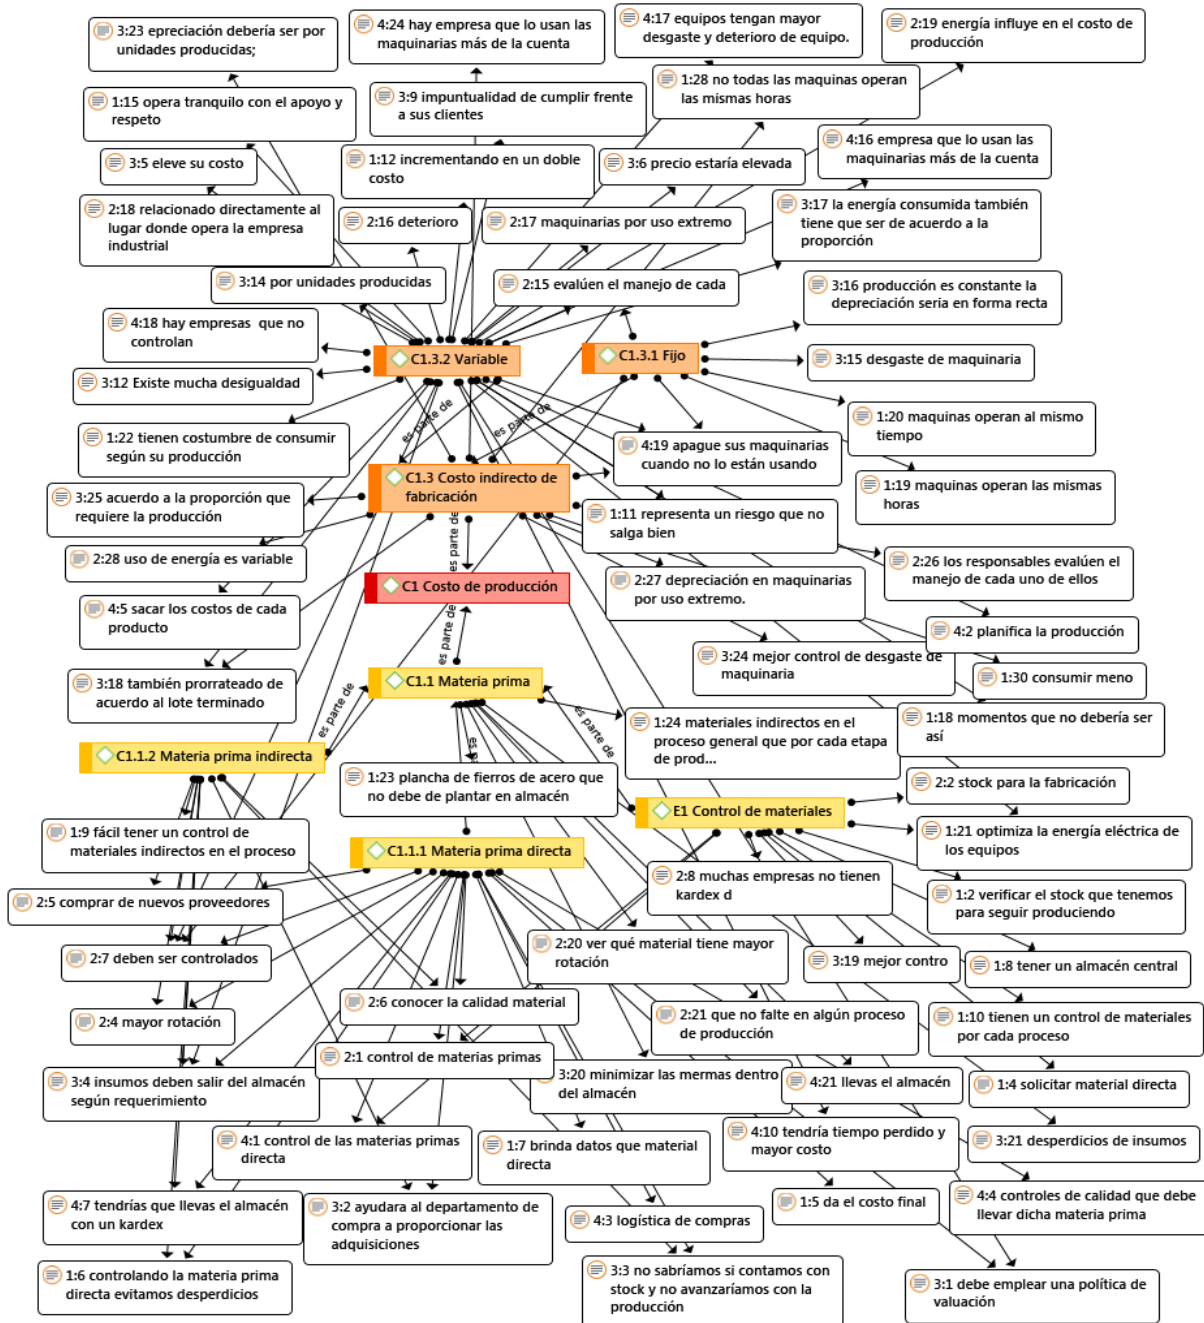 3:23 epreciación debería ser por
unidades producidas;
4:24 hay empresa que lo usan las
maquinarias más de la cuenta
4:17 equipos tengan mayor
desgaste y deterioro de equipo.
2:19 energía influye en el costo de
producción
1:15 opera tranquilo con el apoyo y
respeto
3:9 impuntualidad de cumplir frente
a sus clientes
1:28 no todas las maquinas operan
las mismas horas
3:5 eleve su costo
1:12 incrementando en un doble
costo
3:6 precio estaría elevada
4:16 empresa que lo usan las
maquinarias más de la cuenta
2:18 relacionado directamente al
lugar donde opera la empresa
industrial
2:16 deterioro
2:17 maquinarias por uso extremo
3:17 la energía consumida también
tiene que ser de acuerdo a la
proporción
3:14 por unidades producidas
2:15 evalúen el manejo de cada
3:16 producción es constante la
depreciación seria en forma recta
4:18 hay empresas que no
controlan
C1.3.2 Variable
C1.3.1 Fijo
3:15 desgaste de maquinaria
3:12 Existe mucha desigualdad
es parte de
es parte de
1:20 maquinas operan al mismo
tiempo
1:22 tienen costumbre de consumir
según su producción
4:19 apague sus maquinarias
cuando no lo están usando
C1.3 Costo indirecto de
fabricación
1:19 maquinas operan las mismas
horas
3:25 acuerdo a la proporción que
requiere la producción
1:11 representa un riesgo que no
salga bien
es parte de
2:28 uso de energía es variable
2:26 los responsables evalúen el
manejo de cada uno de ellos
C1 Costo de producción
2:27 depreciación en maquinarias
por uso extremo.
4:5 sacar los costos de cada
producto
es parte de
4:2 planifica la producción
3:24 mejor control de desgaste de
maquinaria
3:18 también prorrateado de
acuerdo al lote terminado
C1.1 Materia prima
1:30 consumir meno
es parte de
es parte de
1:24 materiales indirectos en el
proceso general que por cada etapa
de prod...
1:18 momentos que no debería ser
así
C1.1.2 Materia prima indirecta
es pa
1:23 plancha de fierros de acero que
no debe de plantar en almacén
2:2 stock para la fabricación
E1 Control de materiales
1:9 fácil tener un control de
materiales indirectos en el proceso
1:21 optimiza la energía eléctrica de
los equipos
C1.1.1 Materia prima directa
2:8 muchas empresas no tienen
kardex d
2:5 comprar de nuevos proveedores
1:2 verificar el stock que tenemos
para seguir produciendo
2:7 deben ser controlados
2:20 ver qué material tiene mayor
rotación
3:19 mejor contro
1:8 tener un almacén central
2:4 mayor rotación
2:6 conocer la calidad material
2:21 que no falte en algún proceso
de producción
1:10 tienen un control de materiales
por cada proceso
2:1 control de materias primas
3:4 insumos deben salir del almacén
según requerimiento
3:20 minimizar las mermas dentro
del almacén
4:21 llevas el almacén
1:4 solicitar material directa
4:1 control de las materias primas
directa
1:7 brinda datos que material
directa
4:10 tendría tiempo perdido y
mayor costo
3:21 desperdicios de insumos
4:7 tendrías que llevas el almacén
con un kardex
3:2 ayudara al departamento de
compra a proporcionar las
adquisiciones
4:3 logística de compras
1:5 da el costo final
4:4 controles de calidad que debe
llevar dicha materia prima
1:6 controlando la materia prima
directa evitamos desperdicios
3:3 no sabríamos si contamos con
stock y no avanzaríamos con la
producción
3:1 debe emplear una política de
valuación